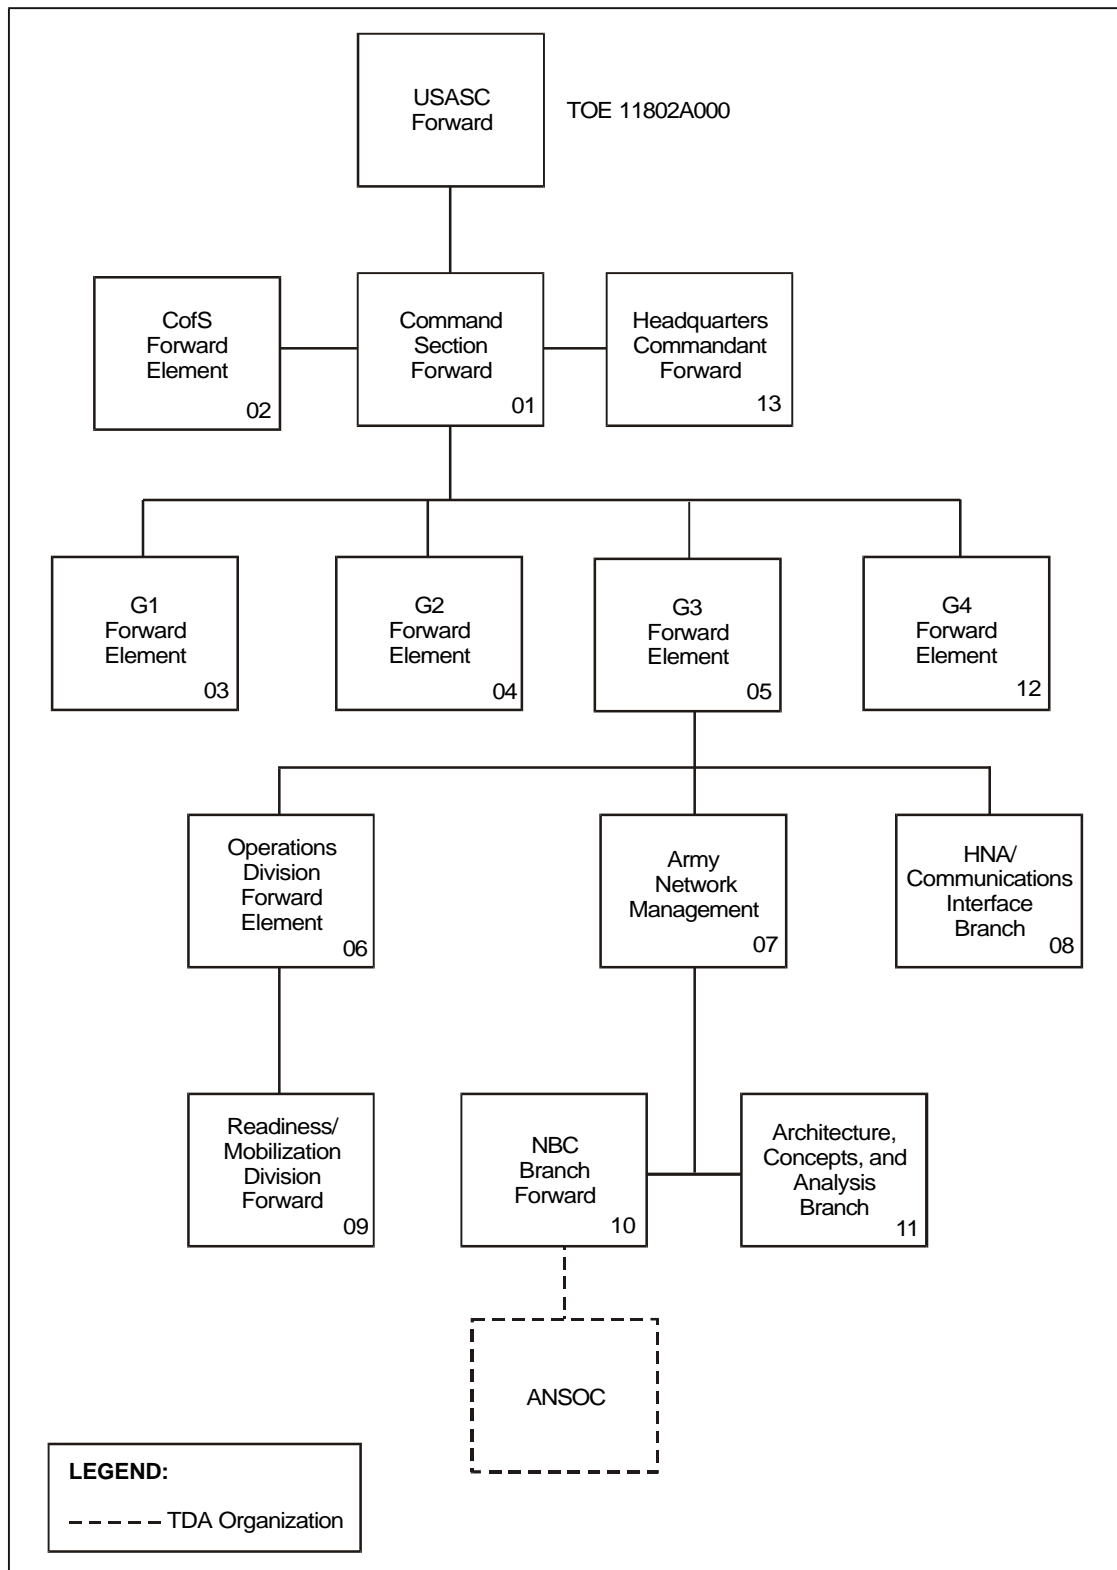 USASC
Forward
TOE 11802A000
CofS
Forward
Element
02
Command
Section
Forward
01
Headquarters
Commandant
Forward
13
G1
Forward
Element
03
G2
Forward
Element
04
G3
Forward
Element
05
G4
Forward
Element
12
Operations
Division
Forward
Element
06
Army
Network
Management
07
HNA/
Communications
Interface
Branch
08
Readiness/
Mobilization
Division
Forward
09
NBC
Branch
Forward
10
Architecture,
Concepts, and
Analysis
Branch
11
ANSOC
LEGEND:
TDA Organization